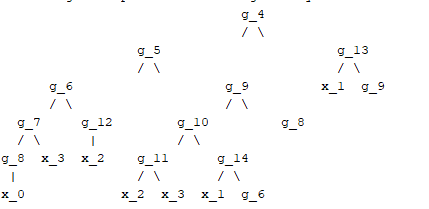 g_4
/ \
g_5 g_13
/ \ / \
g_6 g_9 x_1 g_9
/ \ / \
g_7 g_12 g_10 g_8
/ \ | / \
g_8 x_3 x_2 g_11 g_14
| / \ / \
x_0 x_2 x_3 x_1 g_6